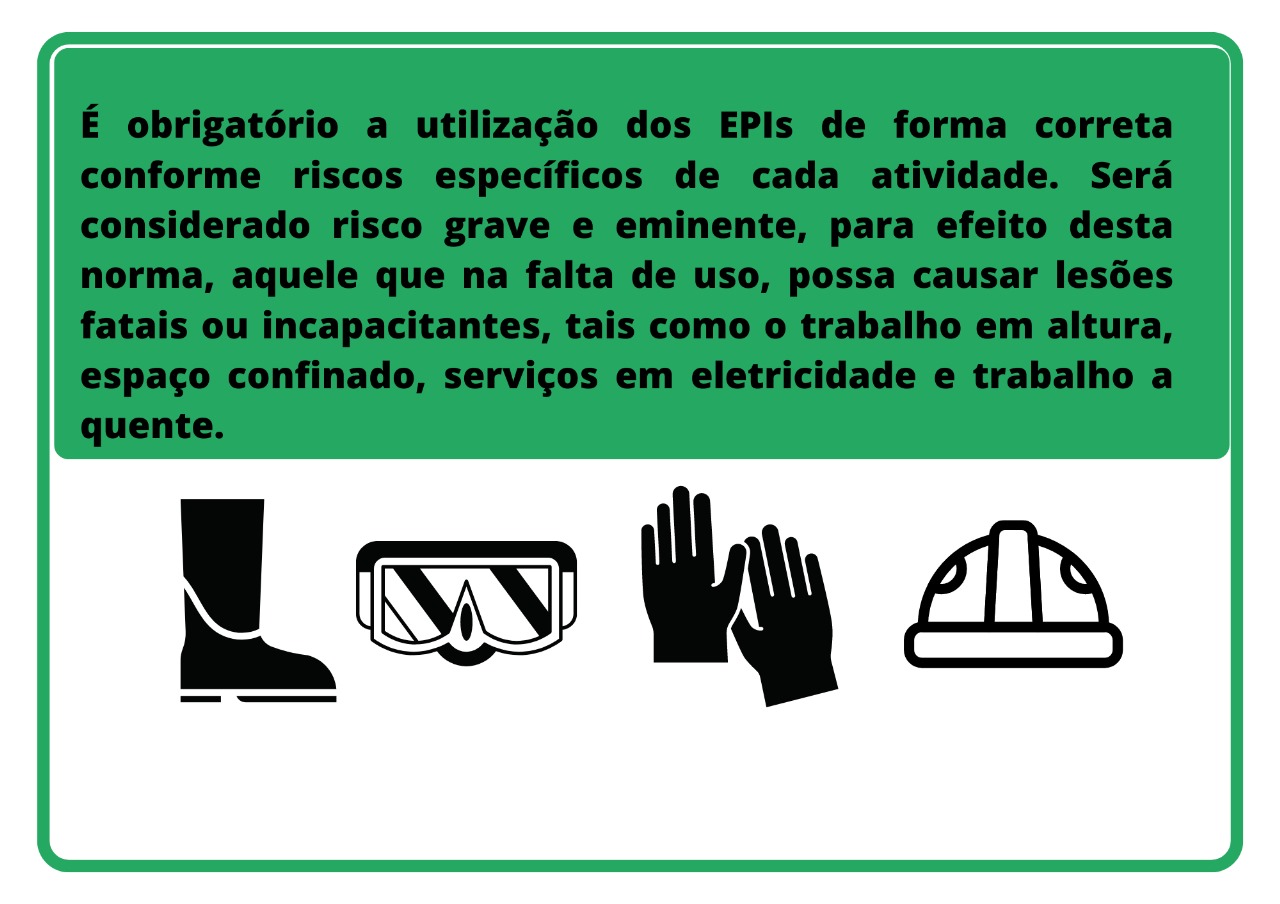 É obrigatório a utilização dos EPIs de forma correta
conforme riscos específicos de cada atividade. Será
considerado risco grave e eminente, para efeito desta
norma, aquele que na falta de uso, possa causar lesões
fatais ou incapacitantes, tais como o trabalho em altura,
espaço confinado, serviços em eletricidade e trabalho a
quente.